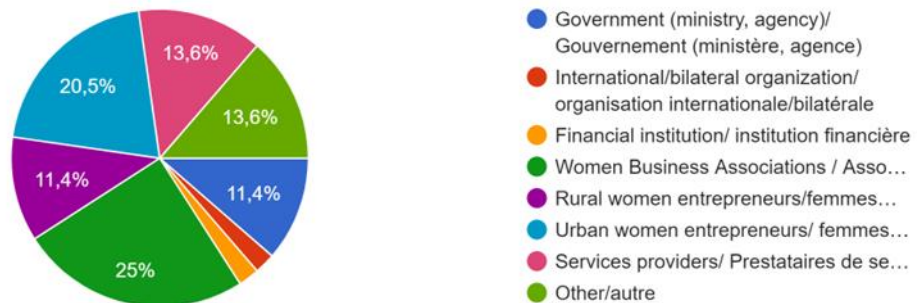 13,6%
20,5%
13,6%
11,4%
11,4%
25%
Government (ministry, agency)/
Gouvernement (ministère, agence)
International/bilateral organization/
organisation internationale/bilatérale
Financial institution/ institution financière
Women Business Associations / Asso…
Rural women entrepreneurs/femmes…
Urban women entrepreneurs/ femmes…
Services providers/ Prestataires de se…
Other/autre